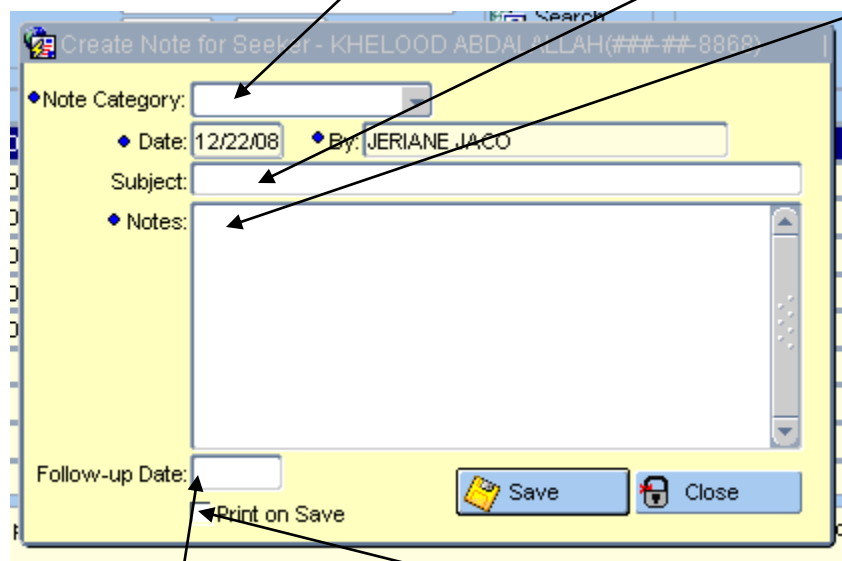 Search
Create Note for Seeker - KHELOOD ABDALALLAH(###-##-8868)
Note Category:
Date: 12/22/08 By: JERIANE JACO
Subject:
Notes:
Follow-up Date:
Save Close
Print on Save